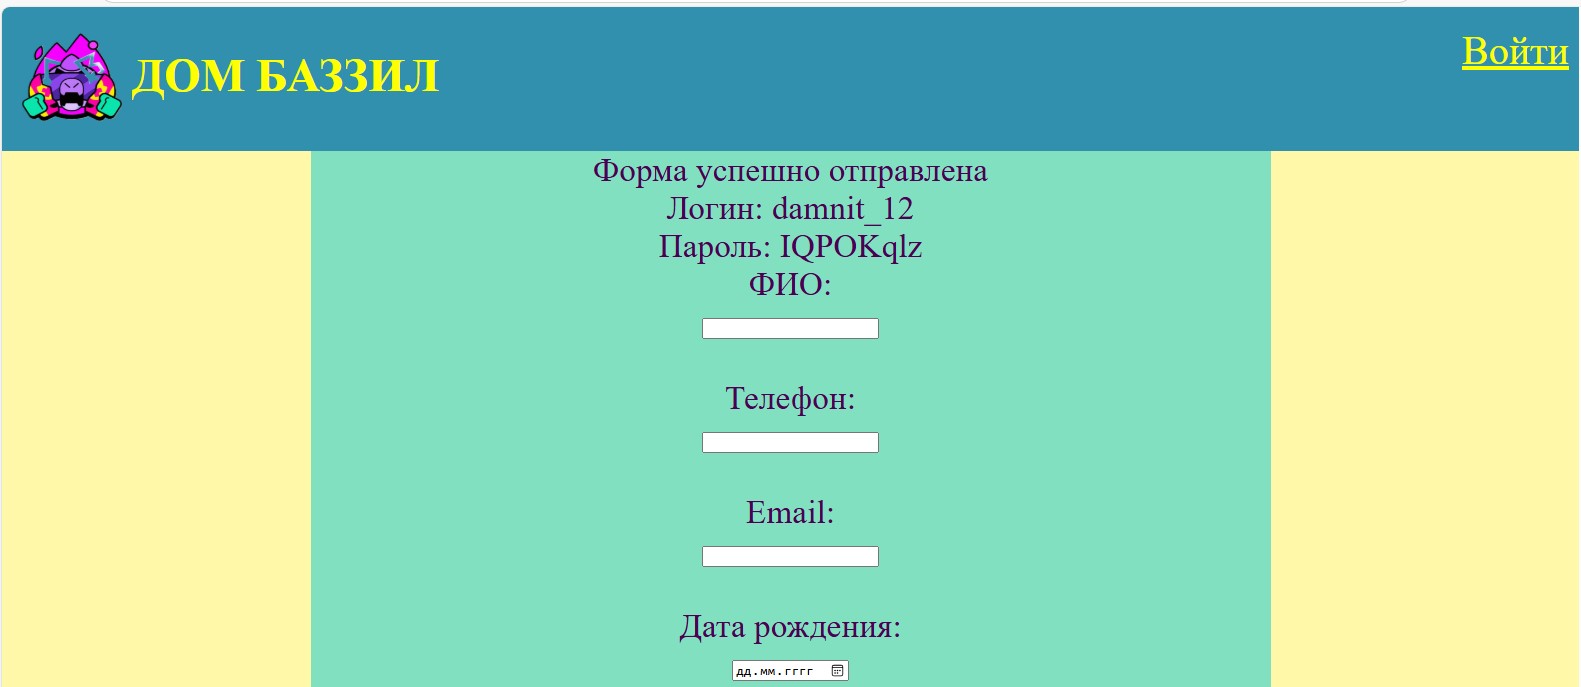 ДОМ БАЗЗИЛ
Войти
Форма успешно отправлена
Логин: damnit_12
Пароль: IQPOKqlz
ФИО:
Телефон:
Email:
Дата рождения:
дд.мм.гггг